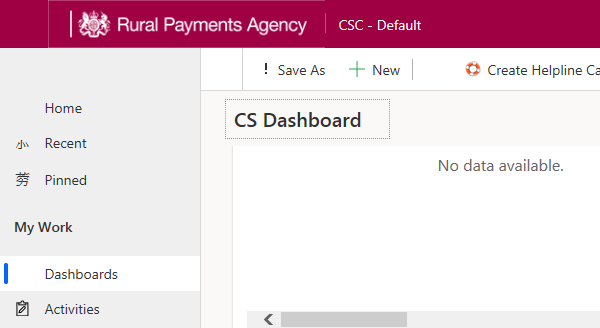 Rural Payments Agency
CSC - Default
! Save As
New
Create Helpline Ca
Home
Recent
Pinned
CS Dashboard
No data available.
My Work
Dashboards
Activities